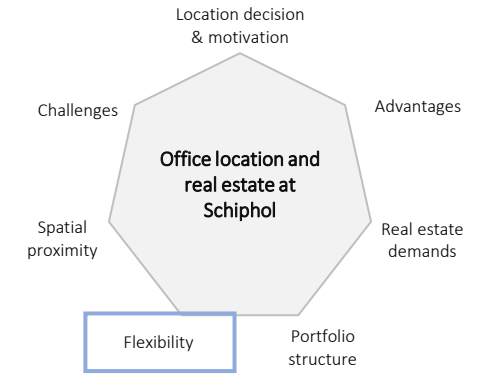 Location decision
& motivation
Challenges
Advantages
Office location and
real estate at
Schiphol
Spatial
proximity
Real estate
demands
Flexibility
Portfolio
structure